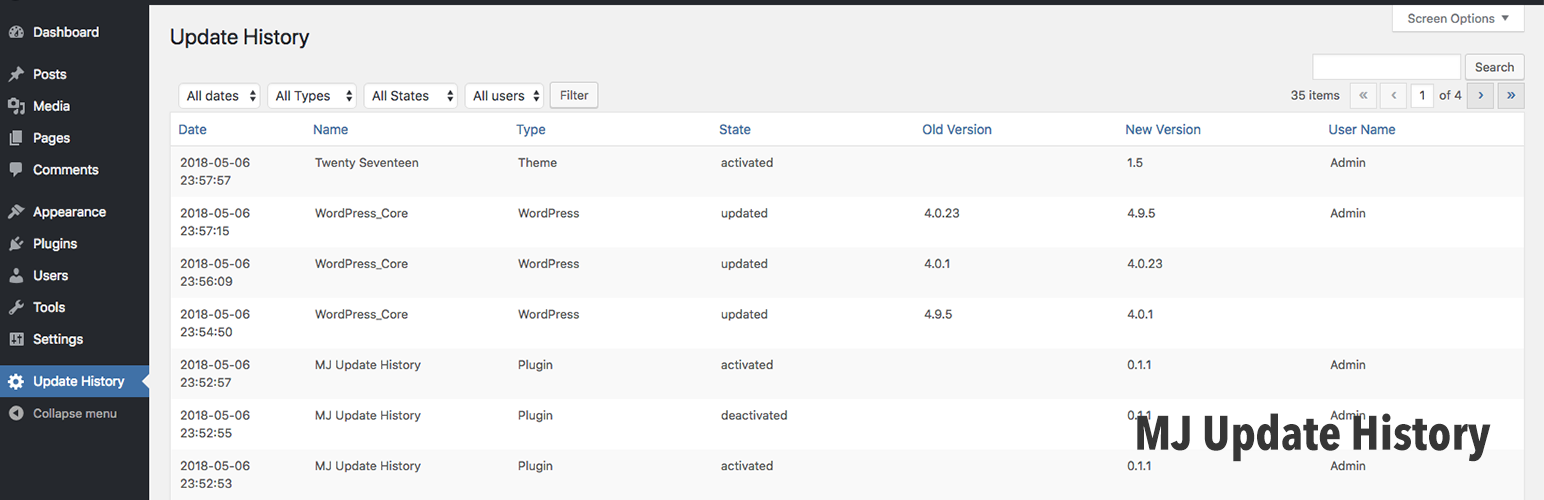 Screen Options
Dashboard
Update History
Posts
Search
Media
All dates All Types All States All users Filter 35 items « ‹ 1 of 4 › »
Pages
Comments
Appearance
Plugins
Users
Tools
Settings
Update History
Collapse menu
Date Name Type State Old Version New Version User Name
2018-05-06 Twenty Seventeen Theme activated 1.5 Admin
23:57:57
2018-05-06 WordPress_Core WordPress updated 4.0.23 4.9.5 Admin
23:57:15
2018-05-06 WordPress_Core WordPress updated 4.0.1 4.0.23
23:56:09
2018-05-06 WordPress_Core WordPress updated 4.9.5 4.0.1
23:54:50
2018-05-06 MJ Update History Plugin activated 0.1.1 Admin
23:52:57
2018-05-06 MJ Update History Plugin deactivated 0.1.1 Admin
23:52:55
2018-05-06 MJ Update History Plugin activated 0.1.1 Admin
23:52:53
MJ Update History